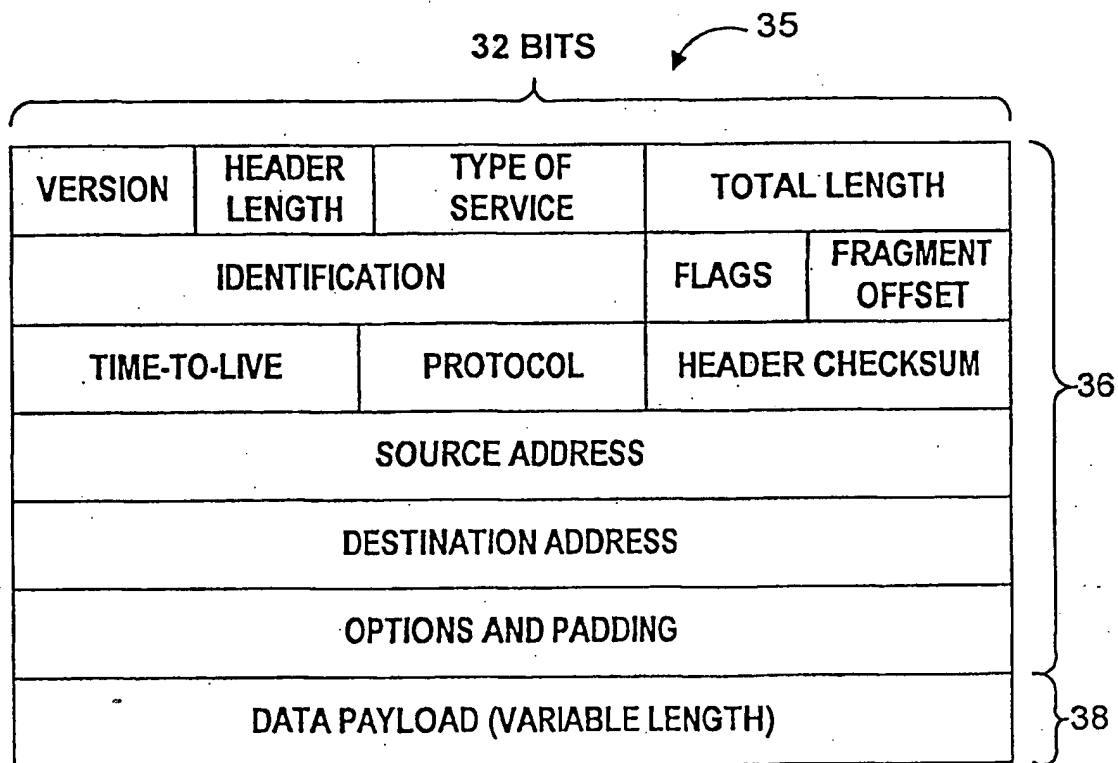 35
32 BITS
VERSION
HEADER
LENGTH
TYPE OF
SERVICE
TOTAL LENGTH
IDENTIFICATION
FLAGS
FRAGMENT
OFFSET
TIME-TO-LIVE
PROTOCOL
HEADER CHECKSUM
36
SOURCE ADDRESS
DESTINATION ADDRESS
OPTIONS AND PADDING
DATA PAYLOAD (VARIABLE LENGTH)
38